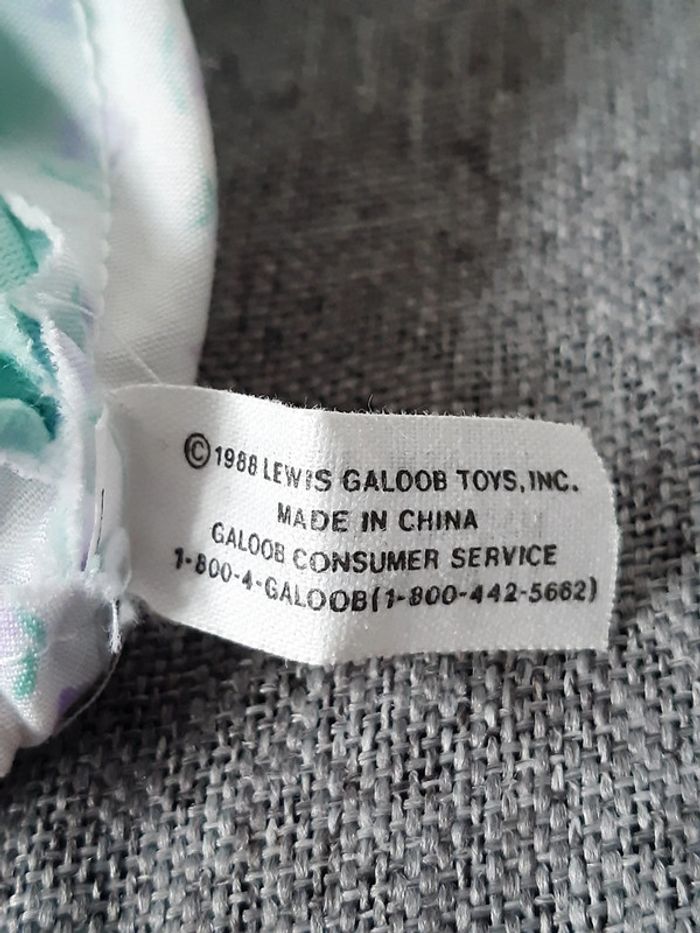 ©1988 LEWIS GALOOB TOYS, INC.
MADE IN CHINA
GALOOB CONSUMER SERVICE
1-800-4-GALOOB(1-800-442-5662)